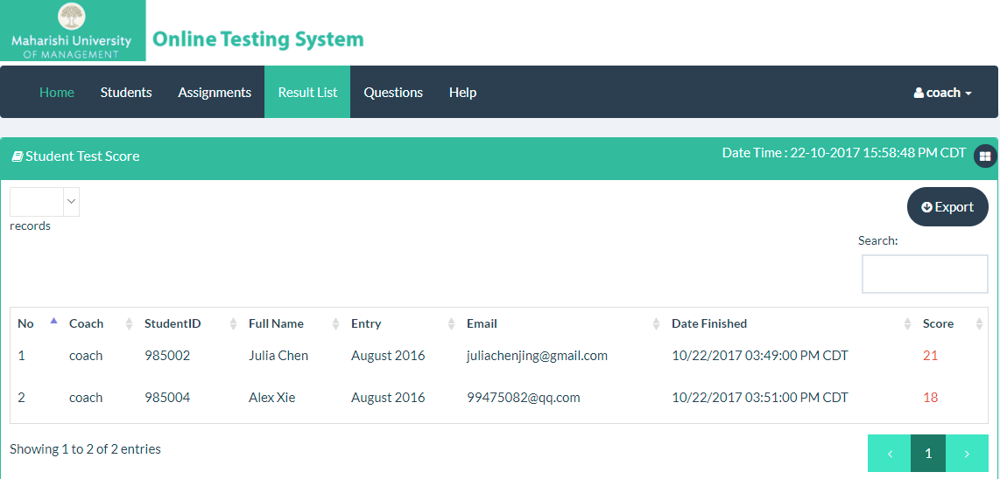 Maharishi University
OF MANAGEMENT
Online Testing System
Home Students Assignments Result List Questions Help coach
Student Test Score Date Time : 22-10-2017 15:58:48 PM CDT
records
Export
Search:
No Coach StudentID Full Name Entry Email Date Finished Score
1 coach 985002 Julia Chen August 2016 juliachenjing@gmail.com 10/22/2017 03:49:00 PM CDT 21
2 coach 985004 Alex Xie August 2016 99475082@qq.com 10/22/2017 03:51:00 PM CDT 18
Showing 1 to 2 of 2 entries ‹ 1 ›